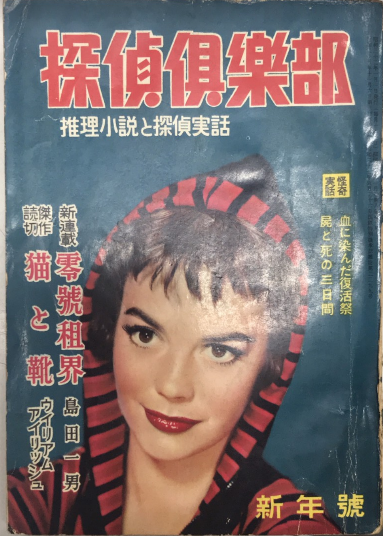 探偵俱樂部
推理小説と探偵実話
怪奇
実話
血に染んだ復活祭
屍と死の三日間
新連載
零號租界
島田一男
傑作
読切
猫と靴
ウイリアム
アイリッシュ
新年號